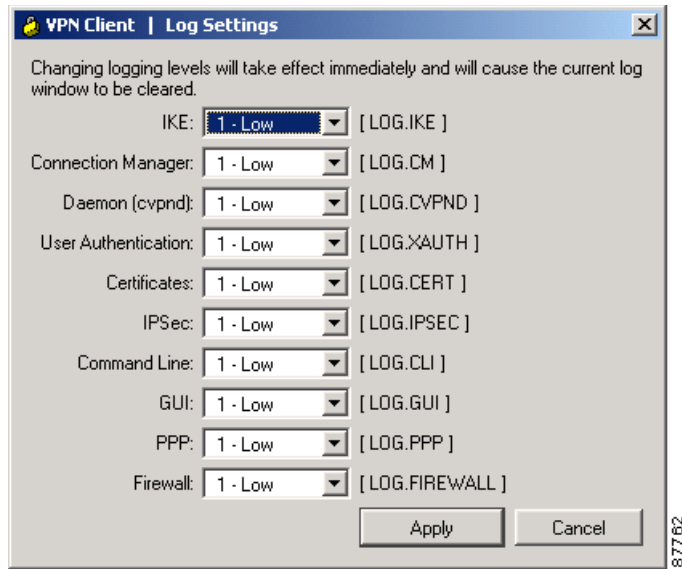 VPN Client | Log Settings
Changing logging levels will take effect immediately and will cause the current log
window to be cleared.
IKE: 1 - Low [ LOG.IKE ]
Connection Manager: 1 - Low [ LOG.CM ]
Daemon (cvpnd): 1 - Low [ LOG.CVPND ]
User Authentication: 1 - Low [ LOG.XAUTH ]
Certificates: 1 - Low [ LOG.CERT ]
IPSec: 1 - Low [ LOG.IPSEC ]
Command Line: 1 - Low [ LOG.CLI ]
GUI: 1 - Low [ LOG.GUI ]
PPP: 1 - Low [ LOG.PPP ]
Firewall: 1 - Low [ LOG.FIREWALL ]
Apply Cancel
87762